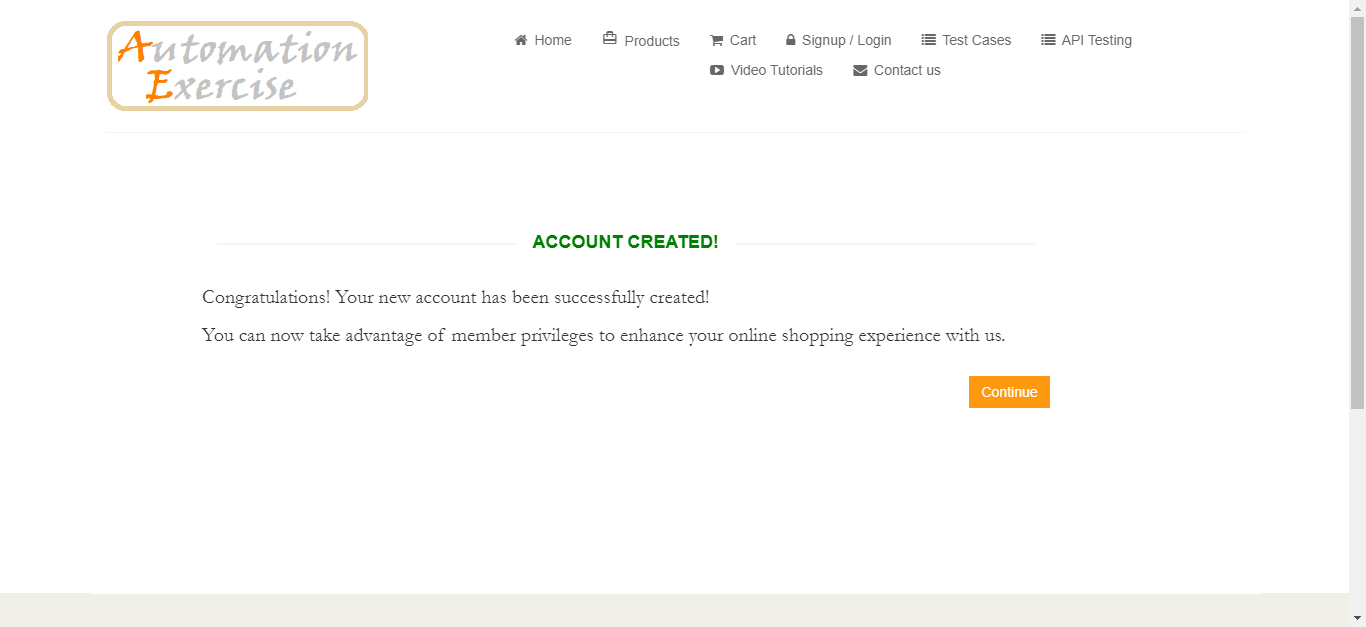 Automation
Exercise
Home Products Cart Signup / Login Test Cases API Testing
Video Tutorials Contact us
ACCOUNT CREATED!
Congratulations! Your new account has been successfully created!
You can now take advantage of member privileges to enhance your online shopping experience with us.
Continue